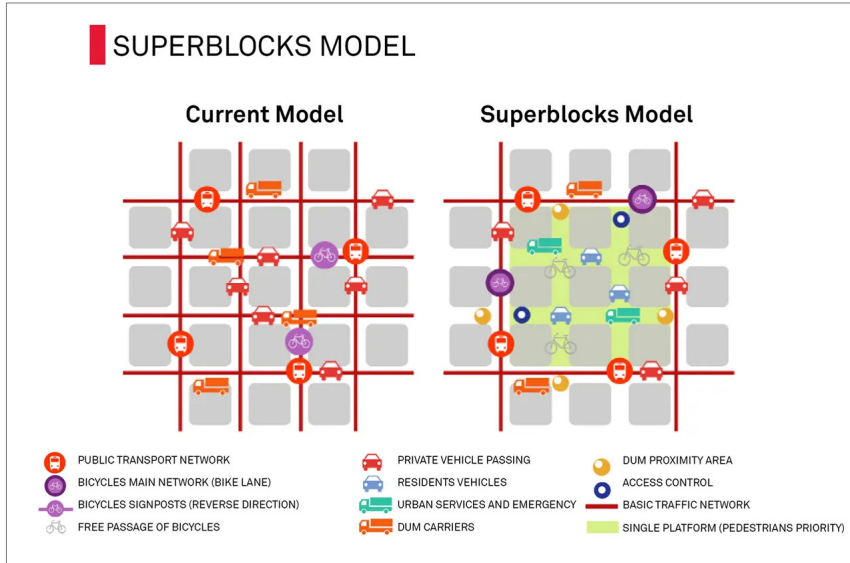 SUPERBLOCKS MODEL
Current Model
Superblocks Model
PUBLIC TRANSPORT NETWORK
BICYCLES MAIN NETWORK (BIKE LANE)
BICYCLES SIGNPOSTS (REVERSE DIRECTION)
FREE PASSAGE OF BICYCLES
PRIVATE VEHICLE PASSING
RESIDENTS VEHICLES
URBAN SERVICES AND EMERGENCY
DUM CARRIERS
DUM PROXIMITY AREA
ACCESS CONTROL
BASIC TRAFFIC NETWORK
SINGLE PLATFORM (PEDESTRIANS PRIORITY)